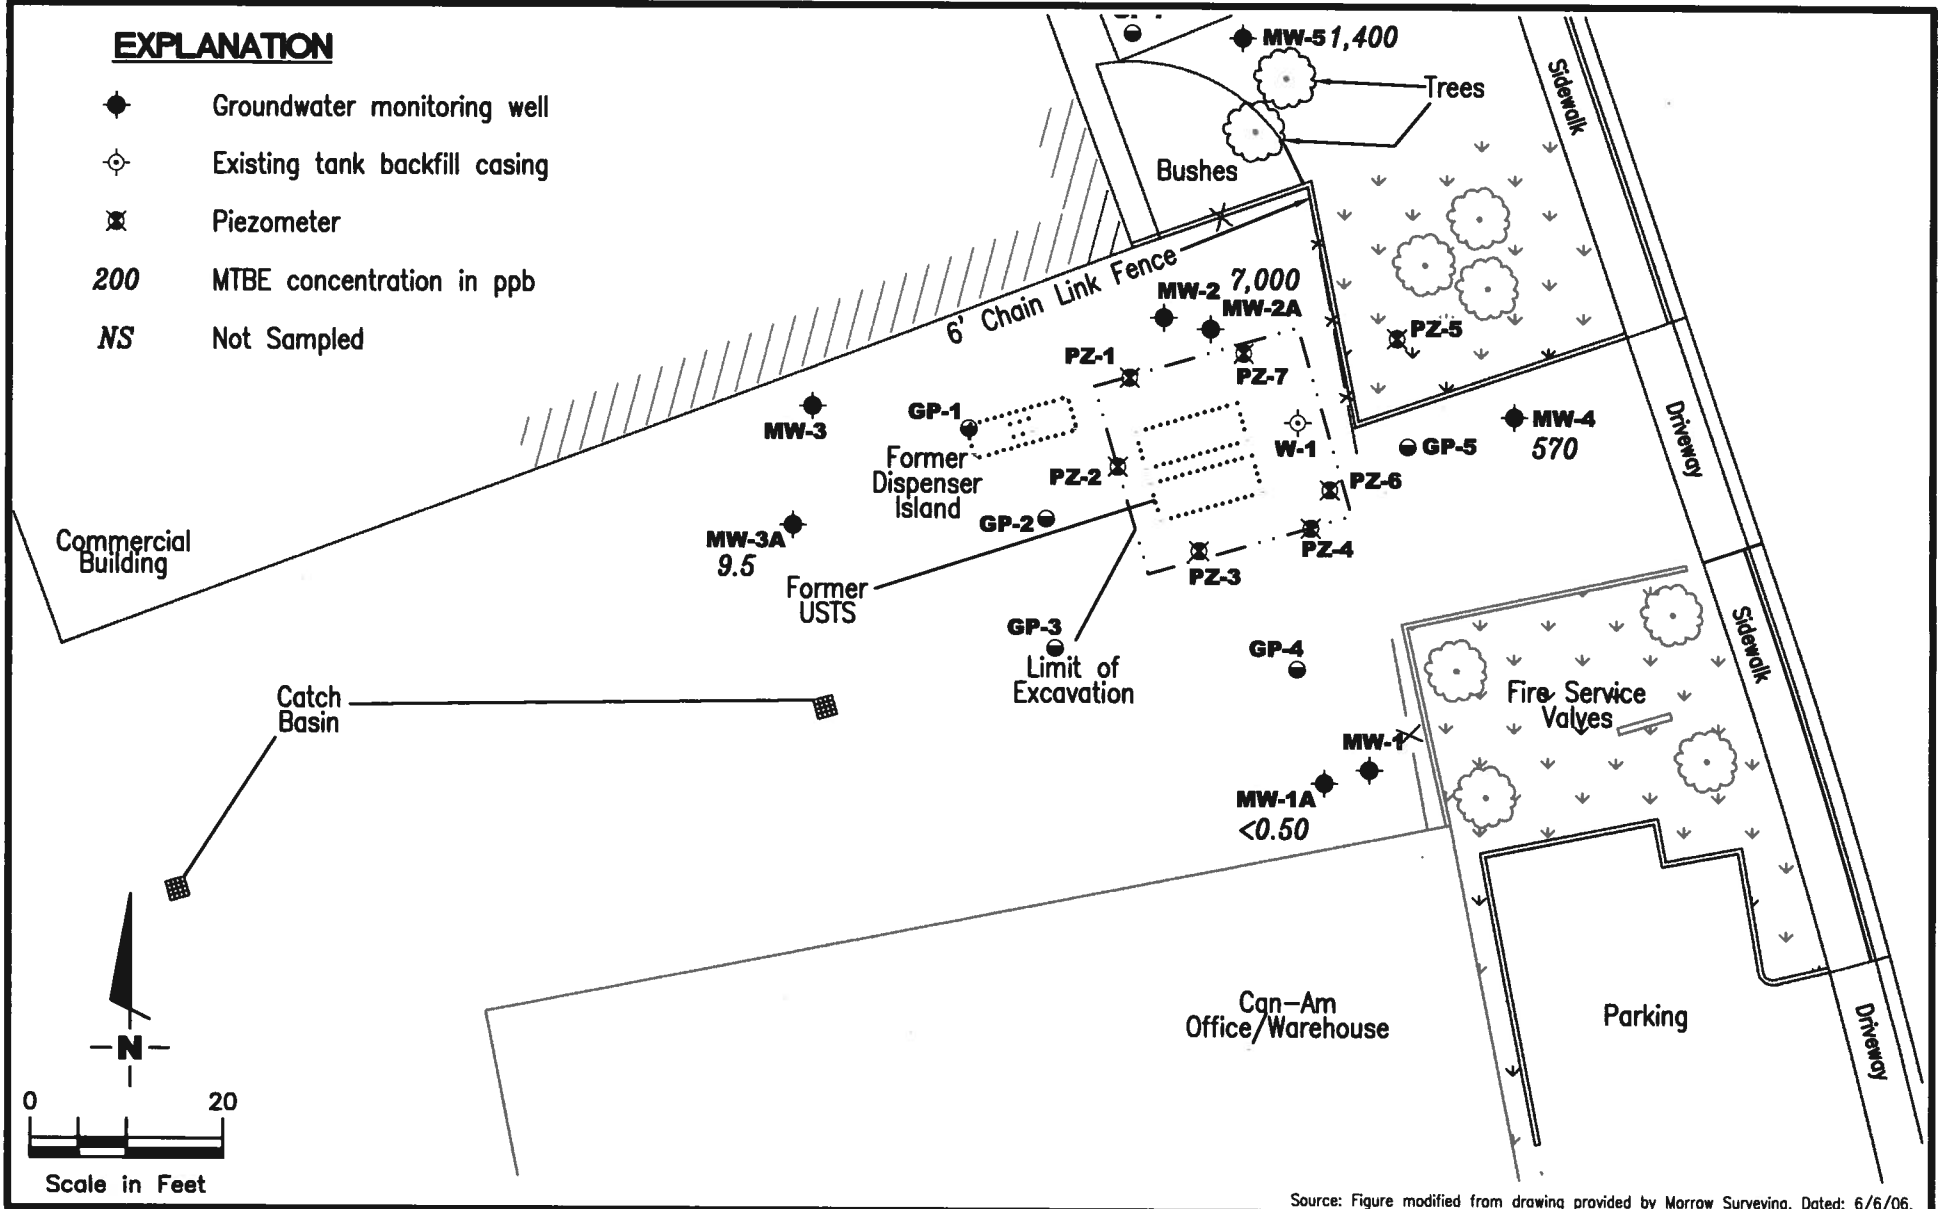 EXPLANATION
Groundwater monitoring well
Existing tank backfill casing
Piezometer
200 MTBE concentration in ppb
NS Not Sampled
MW-5 1,400
Trees
Sidewalk
Bushes
6' Chain Link Fence
7,000
MW-2
MW-2A
PZ-1
PZ-7
PZ-5
MW-3
GP-1
Former
Dispenser
Island
PZ-2
W-1
PZ-6
GP-5
MW-4
570
Driveway
GP-2
MW-3A
9.5
PZ-4
PZ-3
Commercial
Building
Former
USTS
GP-3
Limit of
Excavation
GP-4
Sidewalk
Fire Service
Valves
Catch
Basin
MW-1
MW-1A
<0.50
Can-Am
Office/Warehouse
Parking
Driveway
N
0 20
Scale in Feet
Source: Figure modified from drawing provided by Morrow Surveying. Dated: 6/6/06.